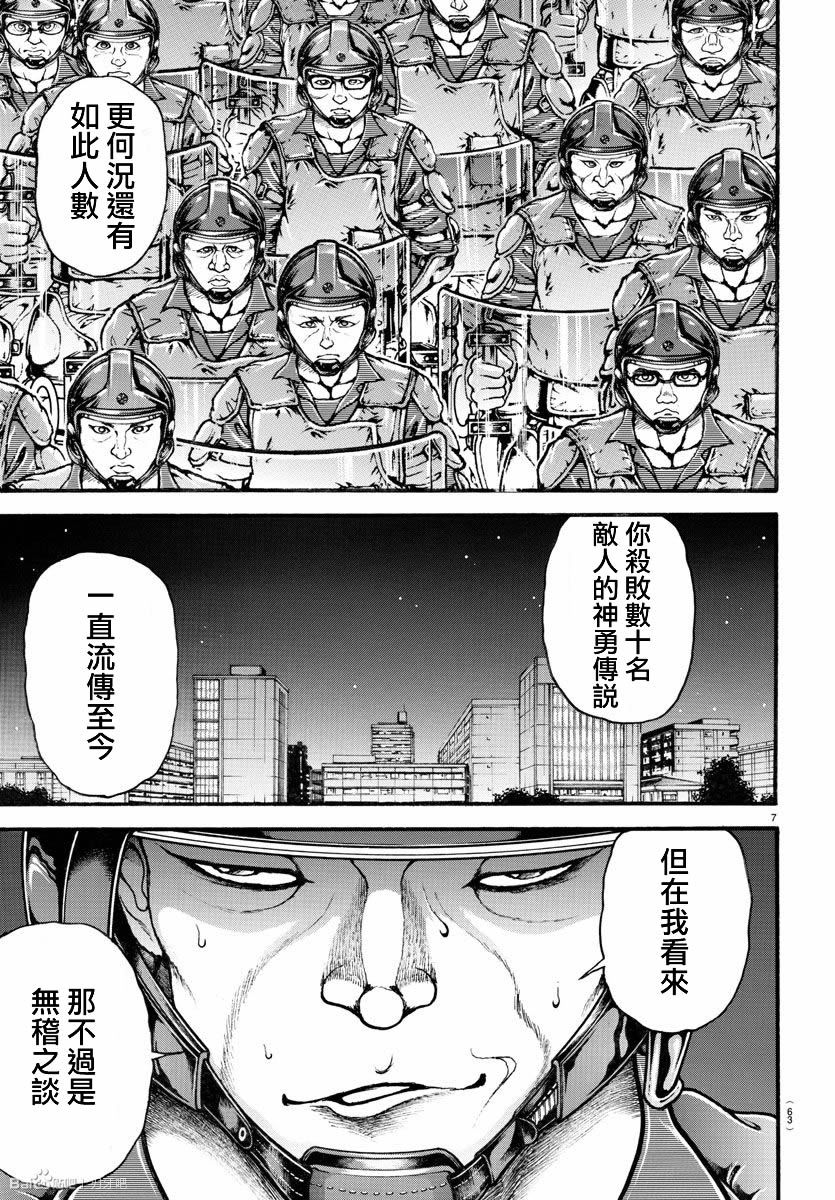 更何況還有
如此人數
你殺敗數十名
敵人的神勇傳說
一直流傳至今
7
但在我看來
那不過是
無稽之談
63